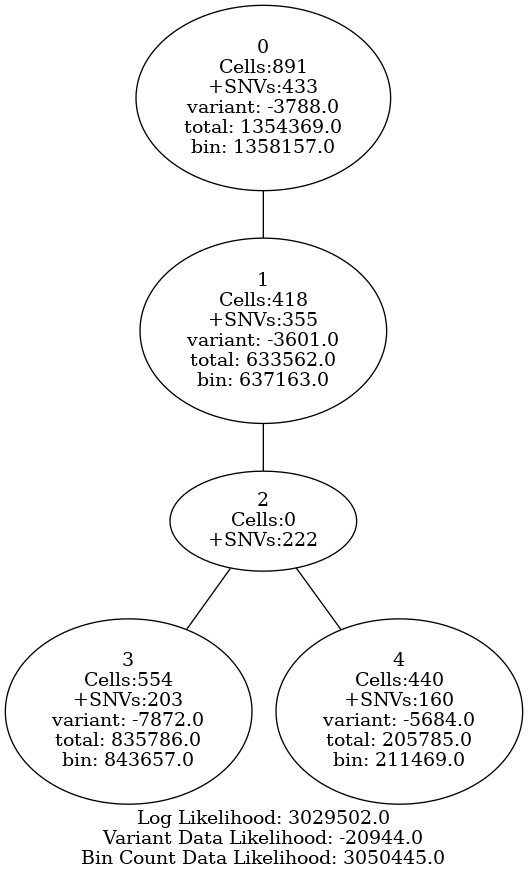 0
Cells:891
+SNVs:433
variant: -3788.0
total: 1354369.0
bin: 1358157.0
1
Cells:418
+SNVs:355
variant: -3601.0
total: 633562.0
bin: 637163.0
2
Cells:0
+SNVs:222
3
Cells:554
+SNVs:203
variant: -7872.0
total: 835786.0
bin: 843657.0
4
Cells:440
+SNVs:160
variant: -5684.0
total: 205785.0
bin: 211469.0
Log Likelihood: 3029502.0
Variant Data Likelihood: -20944.0
Bin Count Data Likelihood: 3050445.0